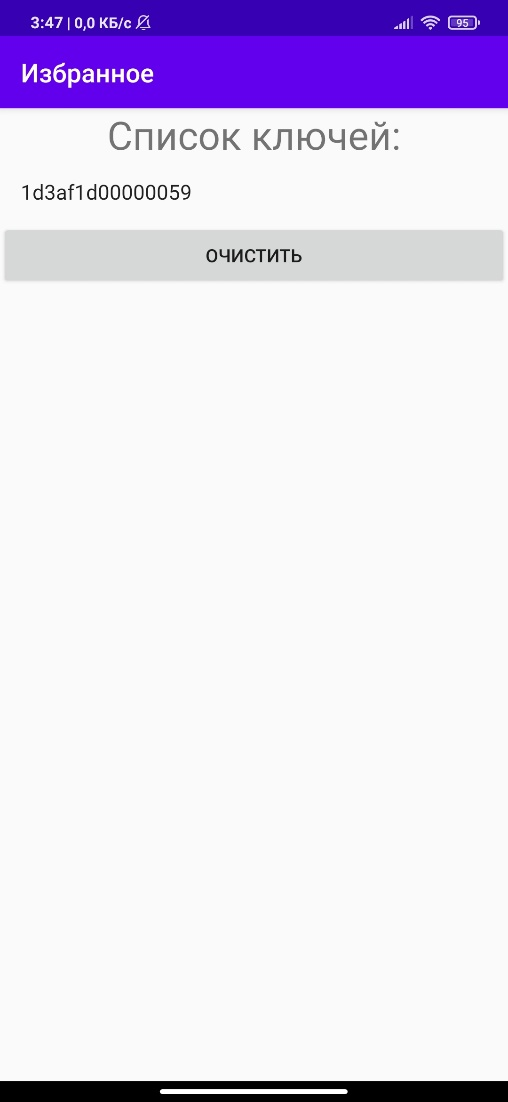 3:47 | 0,0 КБ/с 95
Избранное
Список ключей:
1d3af1d00000059
ОЧИСТИТЬ